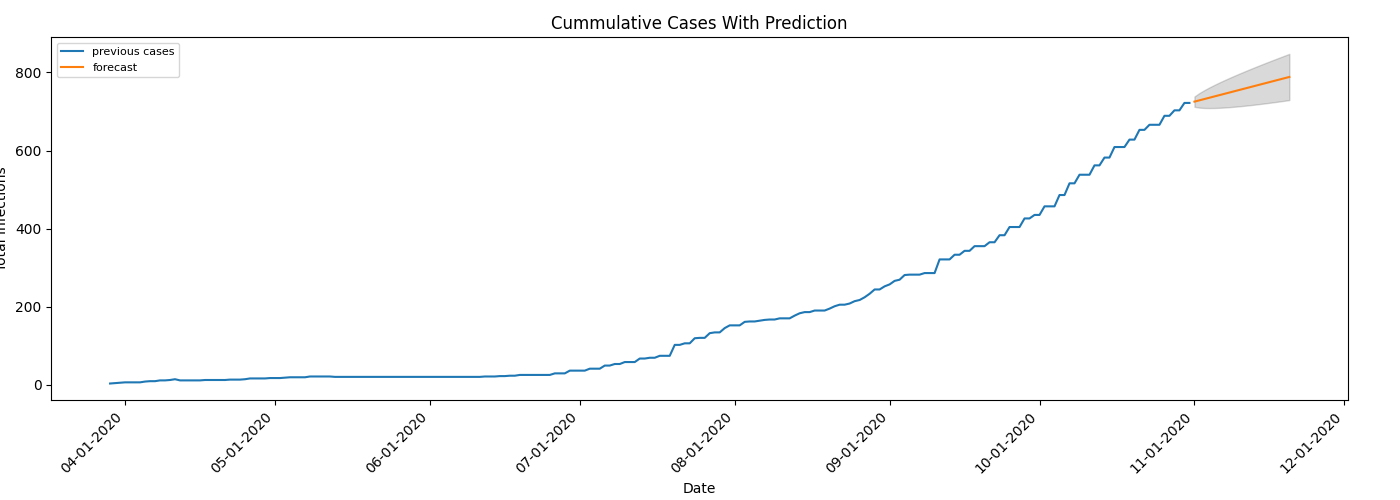 Cummulative Cases With Prediction
previous cases
forecast
800
600
400
200
0
Total Infections
04-01-2020
05-01-2020
06-01-2020
07-01-2020
08-01-2020
09-01-2020
10-01-2020
11-01-2020
12-01-2020
Date